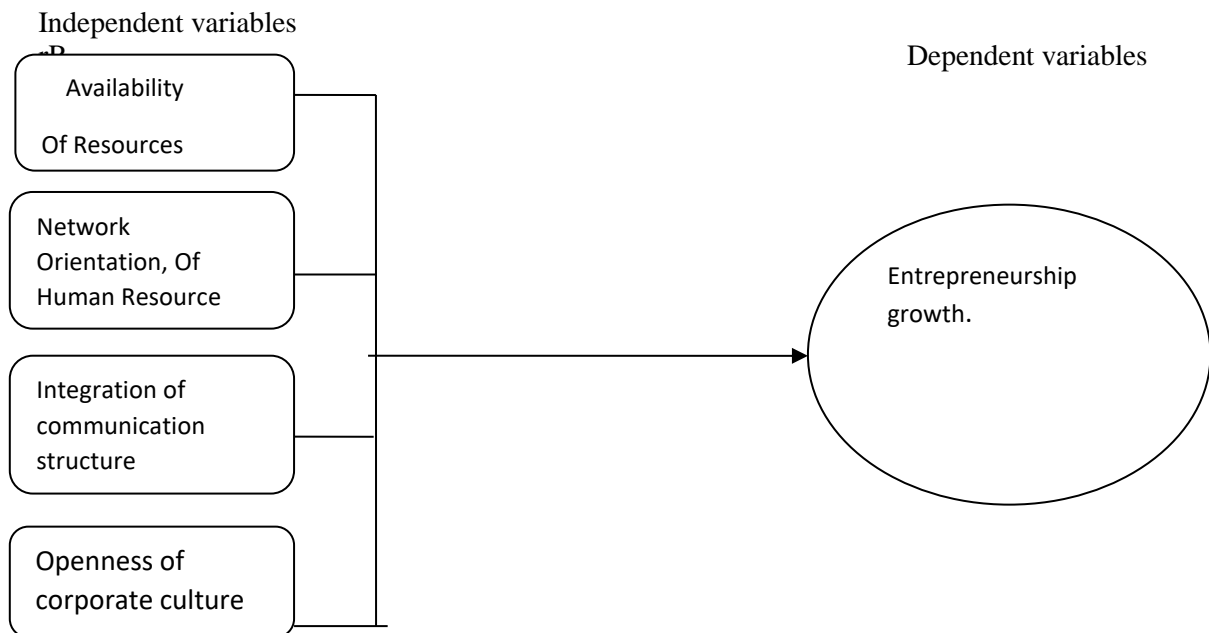 Independent variables
Dependent variables
Availability
Of Resources
Network
Orientation, Of
Human Resource
Entrepreneurship
growth.
Integration of
communication
structure
Openness of
corporate culture